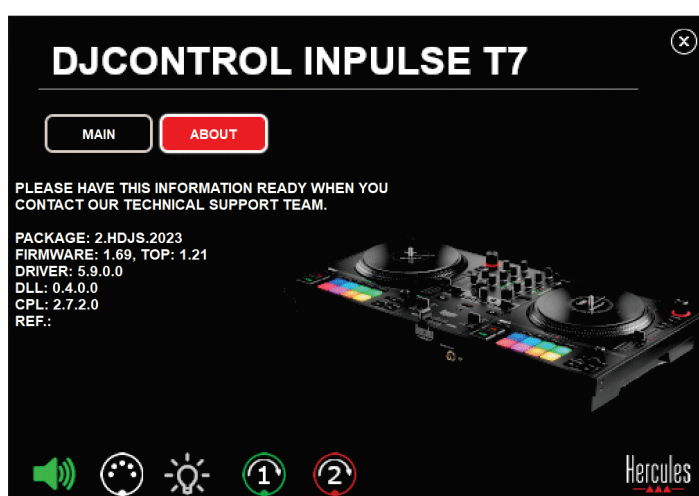 DJCONTROL INPULSE T7
MAIN
ABOUT
PLEASE HAVE THIS INFORMATION READY WHEN YOU
CONTACT OUR TECHNICAL SUPPORT TEAM.
PACKAGE: 2.HDJS.2023
FIRMWARE: 1.69, TOP: 1.21
DRIVER: 5.9.0.0
DLL: 0.4.0.0
CPL: 2.7.2.0
REF.:
1
2
Hercules